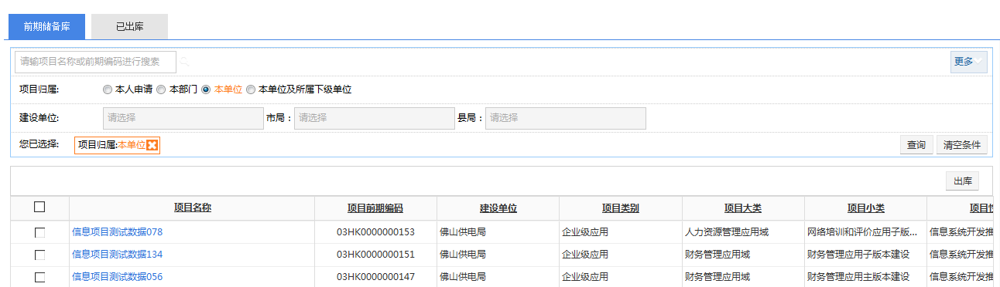 前期储备库 已出库
请输项目名称或前期编码进行搜索 更多
项目归属: 本人申请 本部门 本单位 本单位及所属下级单位
建设单位: 请选择 市局： 请选择 县局： 请选择
您已选择: 项目归属:本单位 查询 清空条件
出库
项目名称 项目前期编码 建设单位 项目类别 项目大类 项目小类 项目性
信息项目测试数据078 03HK0000000153 佛山供电局 企业级应用 人力资源管理应用域 网络培训和评价应用子版... 信息系统开发推
信息项目测试数据134 03HK0000000151 佛山供电局 企业级应用 财务管理应用域 财务管理应用子版本建设 信息系统开发推
信息项目测试数据056 03HK0000000147 佛山供电局 企业级应用 财务管理应用域 财务管理应用主版本建设 信息系统开发推